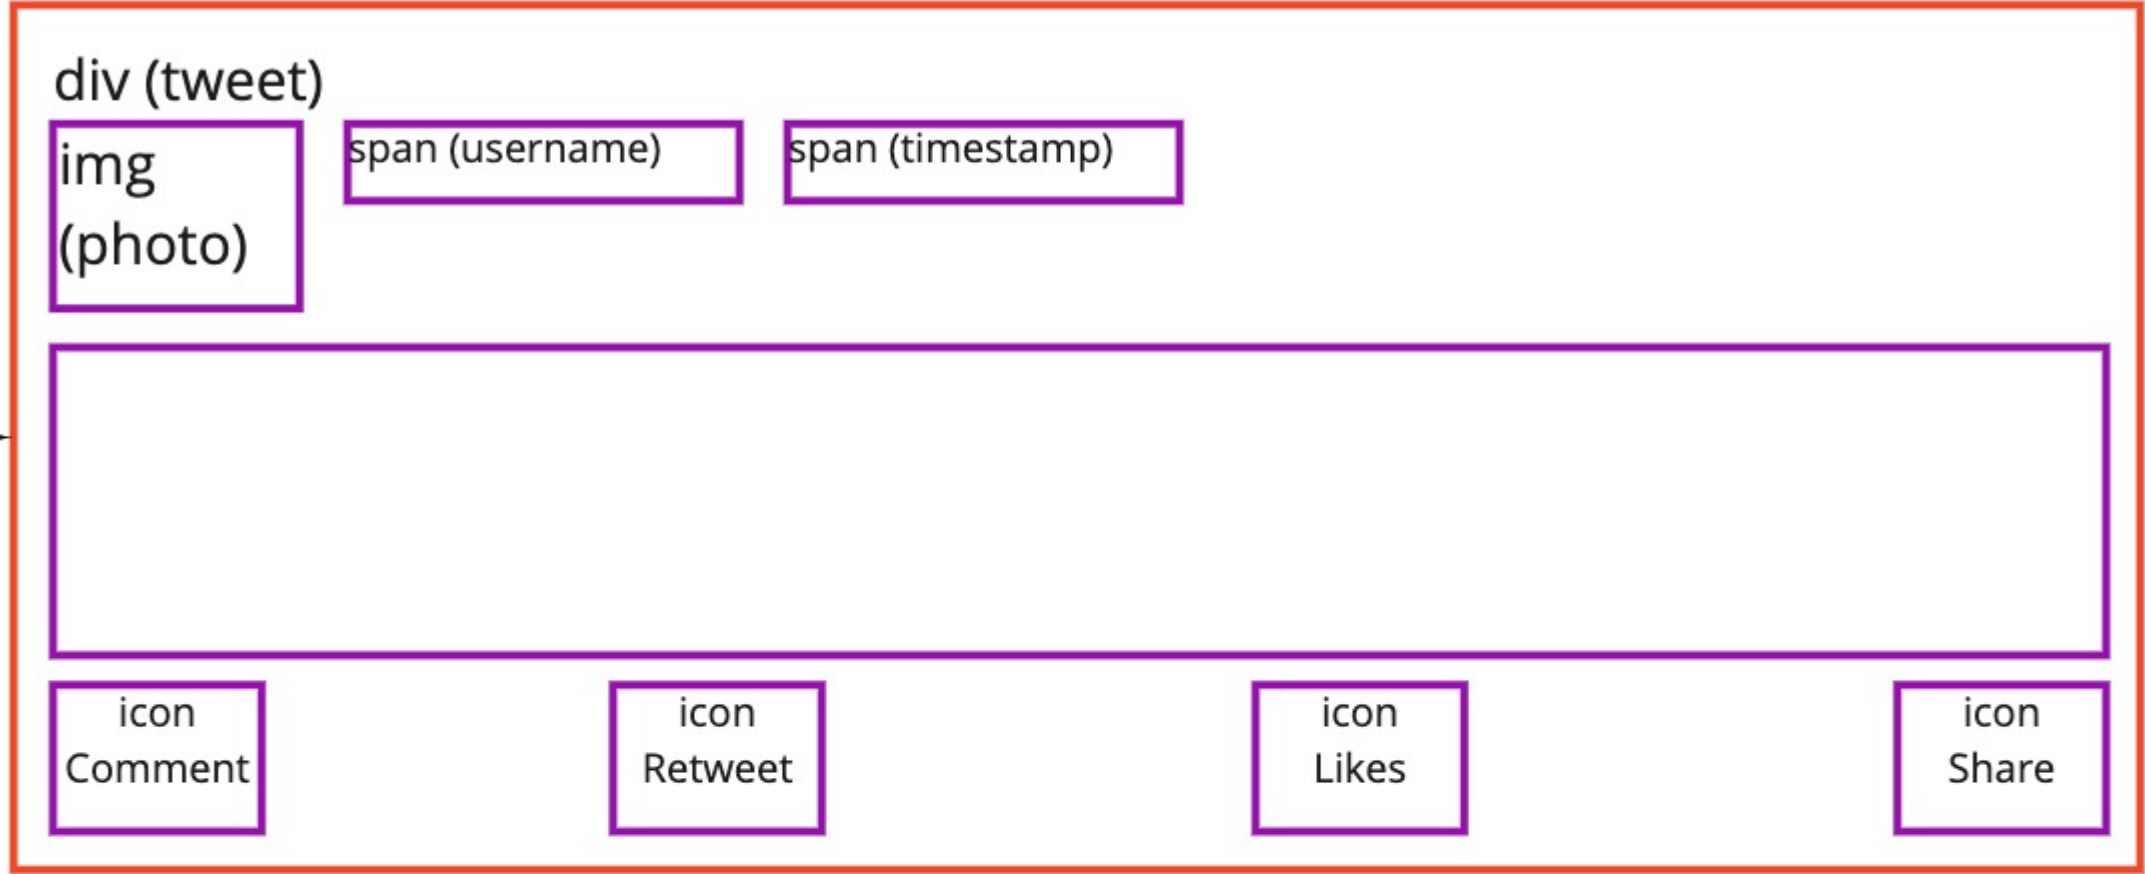 div (tweet)
img
(photo)
span (username)
span (timestamp)
icon
Comment
icon
Retweet
icon
Likes
icon
Share